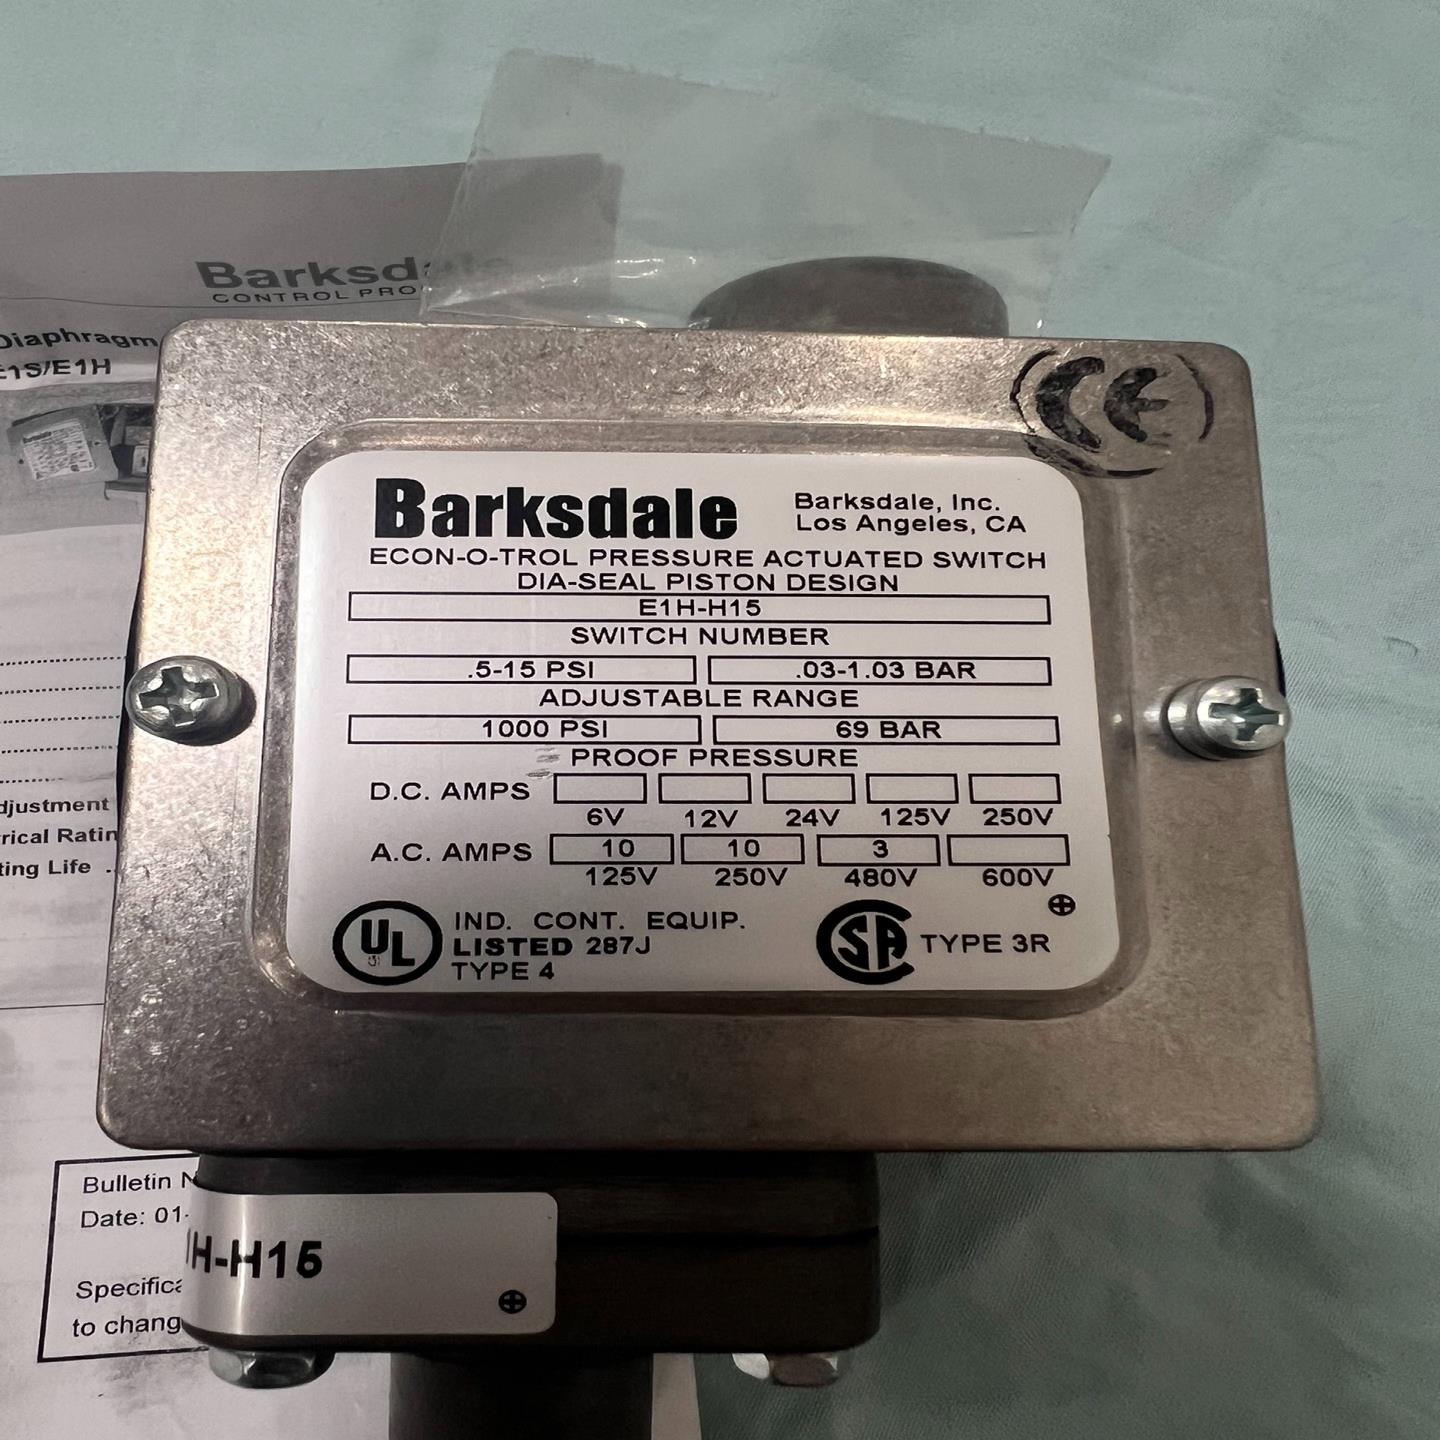 Barksdale
CONTROL PRO
Diaphragm
E1S/E1H
CE
Barksdale
Barksdale, Inc.
Los Angeles, CA
ECON-O-TROL PRESSURE ACTUATED SWITCH
DIA-SEAL PISTON DESIGN
E1H-H15
SWITCH NUMBER
.5-15 PSI .03-1.03 BAR
ADJUSTABLE RANGE
1000 PSI 69 BAR
PROOF PRESSURE
D.C. AMPS
6V 12V 24V 125V 250V
A.C. AMPS 10 10 3
125V 250V 480V 600V
UL IND. CONT. EQUIP.
LISTED 287J
TYPE 4
SA TYPE 3R
djustment
rical Ratin
ting Life
Bulletin N
Date: 01-
Specifica
to chang
1H-H15